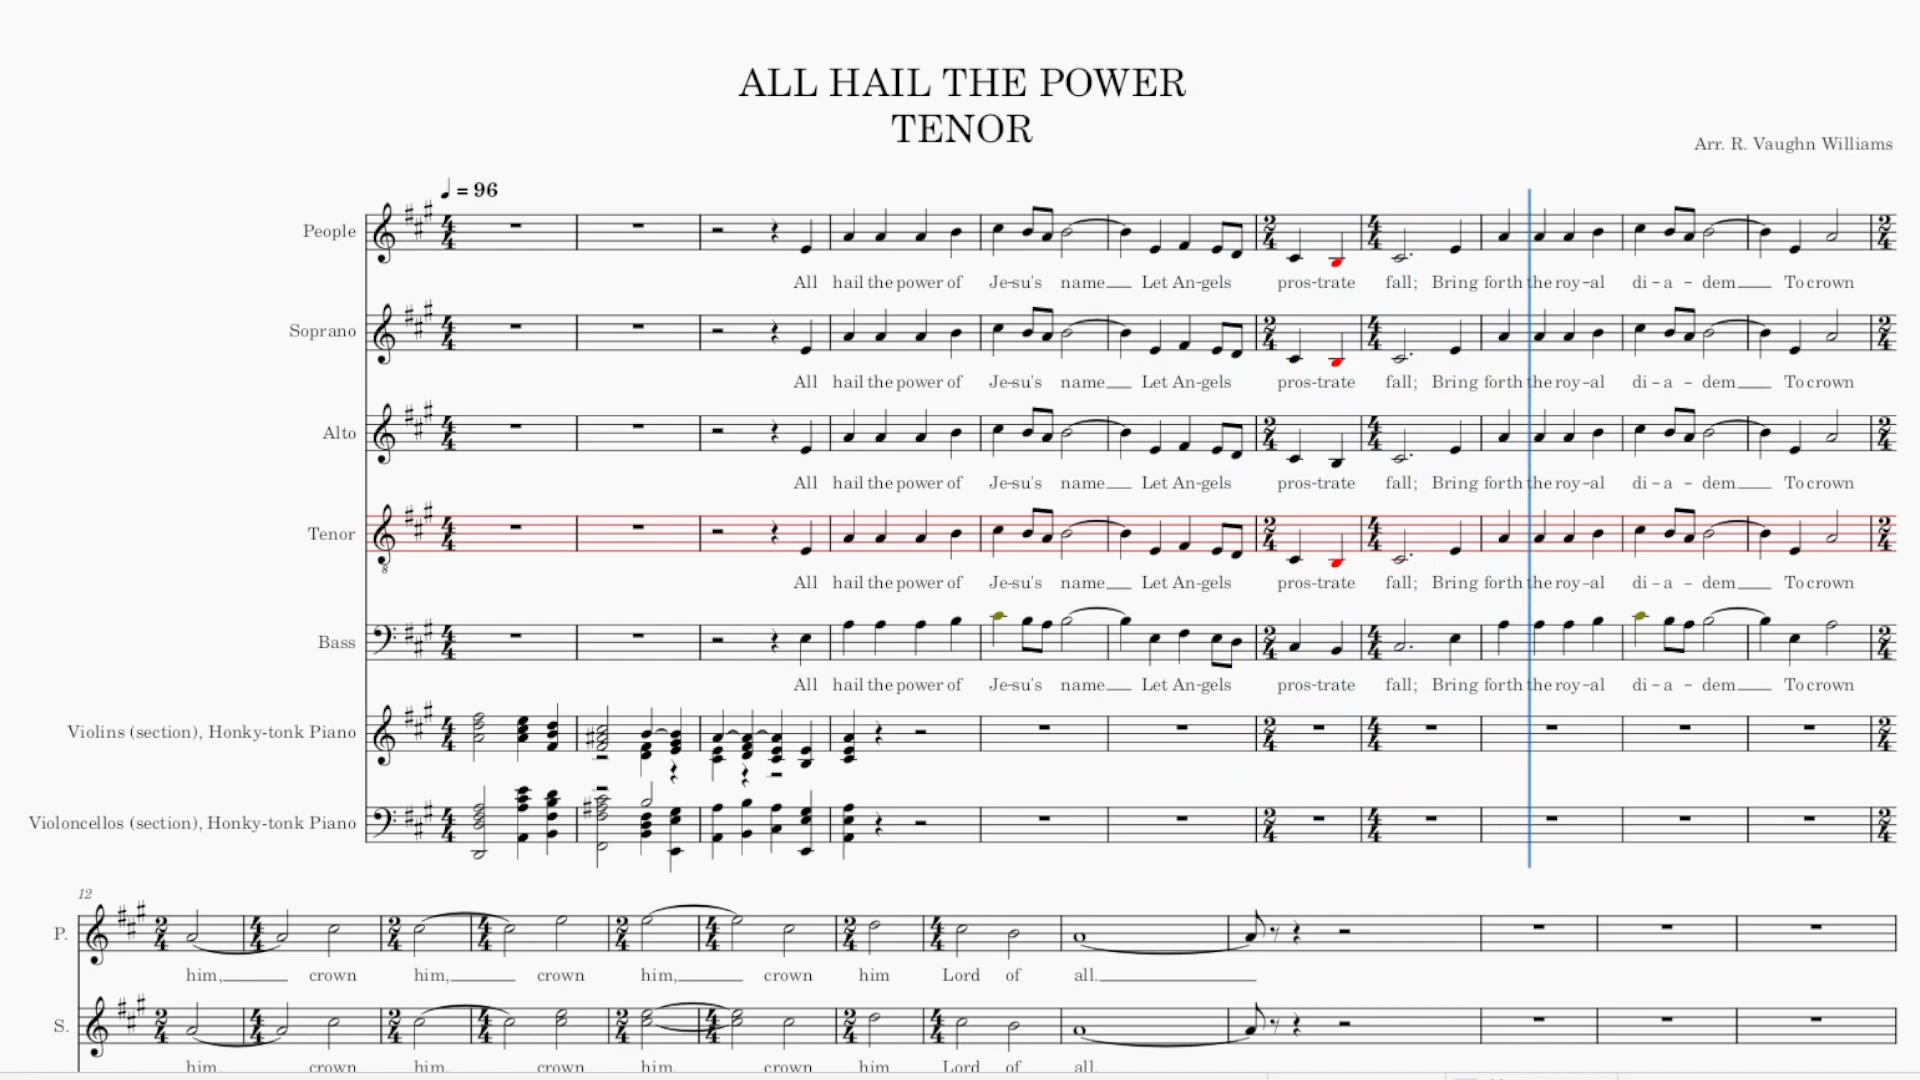 ALL HAIL THE POWER
TENOR
Arr. R. Vaughn Williams
= 96
People
All hail the power of Je-su's name Let An-gels pros-trate fall; Bring forth the roy-al di - a - dem To crown
Soprano
All hail the power of Je-su's name Let An-gels pros-trate fall; Bring forth the roy-al di - a - dem To crown
Alto
All hail the power of Je-su's name Let An-gels pros-trate fall; Bring forth the roy-al di - a - dem To crown
Tenor
All hail the power of Je-su's name Let An-gels pros-trate fall; Bring forth the roy-al di - a - dem To crown
Bass
All hail the power of Je-su's name Let An-gels pros-trate fall; Bring forth the roy-al di - a - dem To crown
Violins (section), Honky-tonk Piano
Violoncellos (section), Honky-tonk Piano
12
P.
him, crown him, crown him, crown him Lord of all.
S.
him, crown him, crown him, crown him Lord of all.